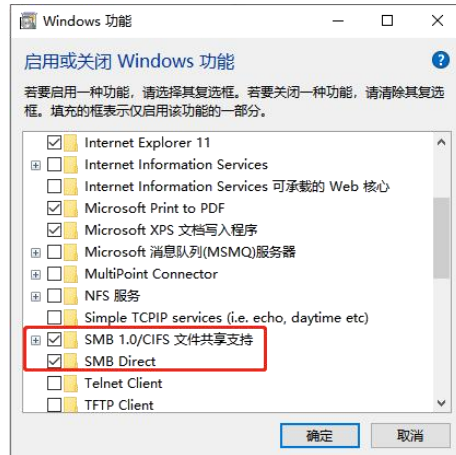 Windows 功能
启用或关闭 Windows 功能
若要启用一种功能，请选择其复选框。若要关闭一种功能，请清除其复选
框。填充的框表示仅启用该功能的一部分。
Internet Explorer 11
Internet Information Services
Internet Information Services 可承载的 Web 核心
Microsoft Print to PDF
Microsoft XPS 文档写入程序
Microsoft 消息队列(MSMQ)服务器
MultiPoint Connector
NFS 服务
Simple TCPIP services (i.e. echo, daytime etc)
SMB 1.0/CIFS 文件共享支持
SMB Direct
Telnet Client
TFTP Client
确定 取消